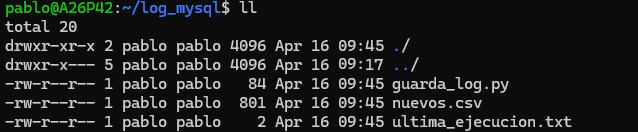 pablo@A26P42:~/log_mysql$ ll
total 20
drwxr-xr-x 2 pablo pablo 4096 Apr 16 09:45 ./
drwxr-x--- 5 pablo pablo 4096 Apr 16 09:17 ../
-rw-r--r-- 1 pablo pablo   84 Apr 16 09:45 guarda_log.py
-rw-r--r-- 1 pablo pablo  801 Apr 16 09:45 nuevos.csv
-rw-r--r-- 1 pablo pablo    2 Apr 16 09:45 ultima_ejecucion.txt